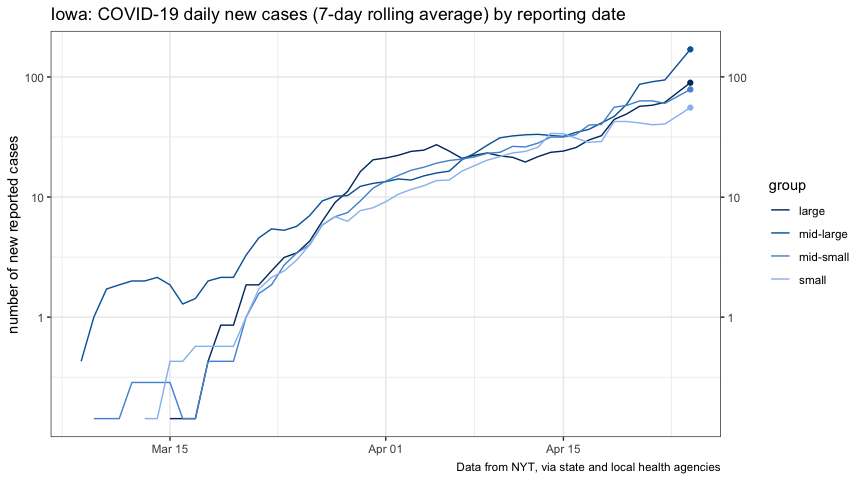 Iowa: COVID-19 daily new cases (7-day rolling average) by reporting date
number of new reported cases
100
10
1
100
10
1
Mar 15
Apr 01
Apr 15
group
large
mid-large
mid-small
small
Data from NYT, via state and local health agencies